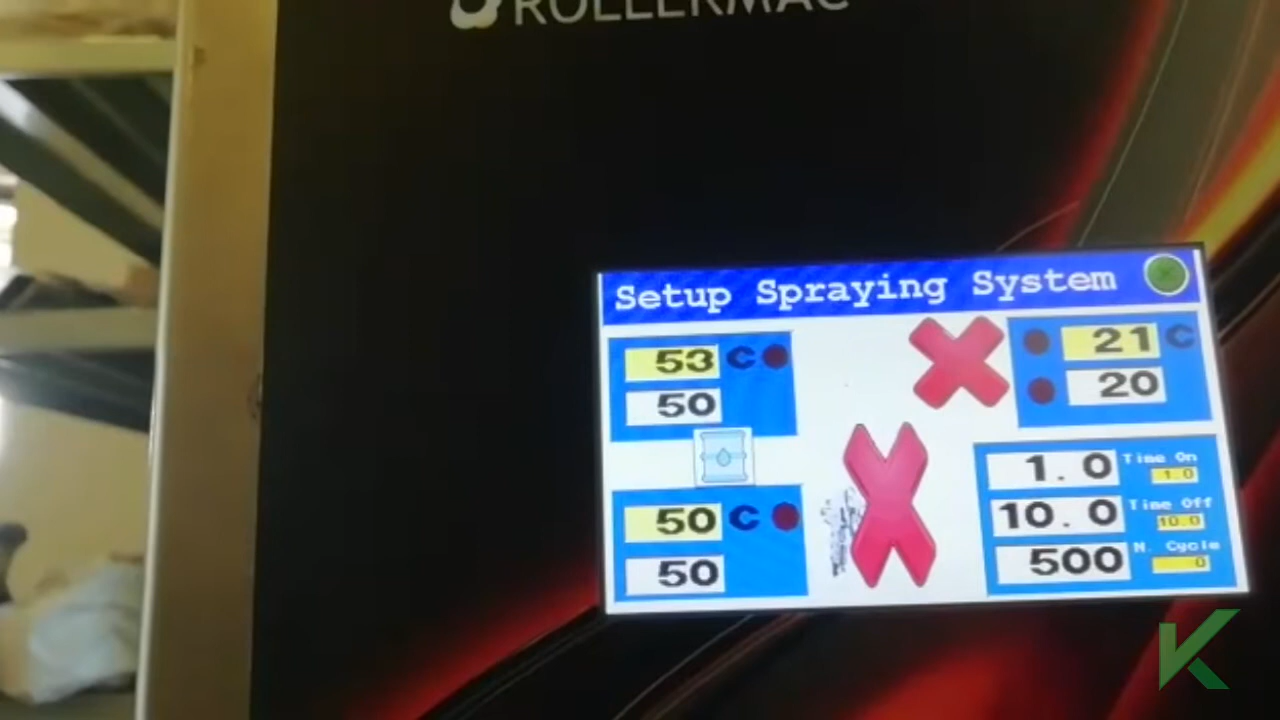 ROLLERMAC
Setup Spraying System
53 C
50
21 C
20
50 C
50
1.0 Time On 1.0
10.0 Time Off 10.0
500 N. Cycle 0
K